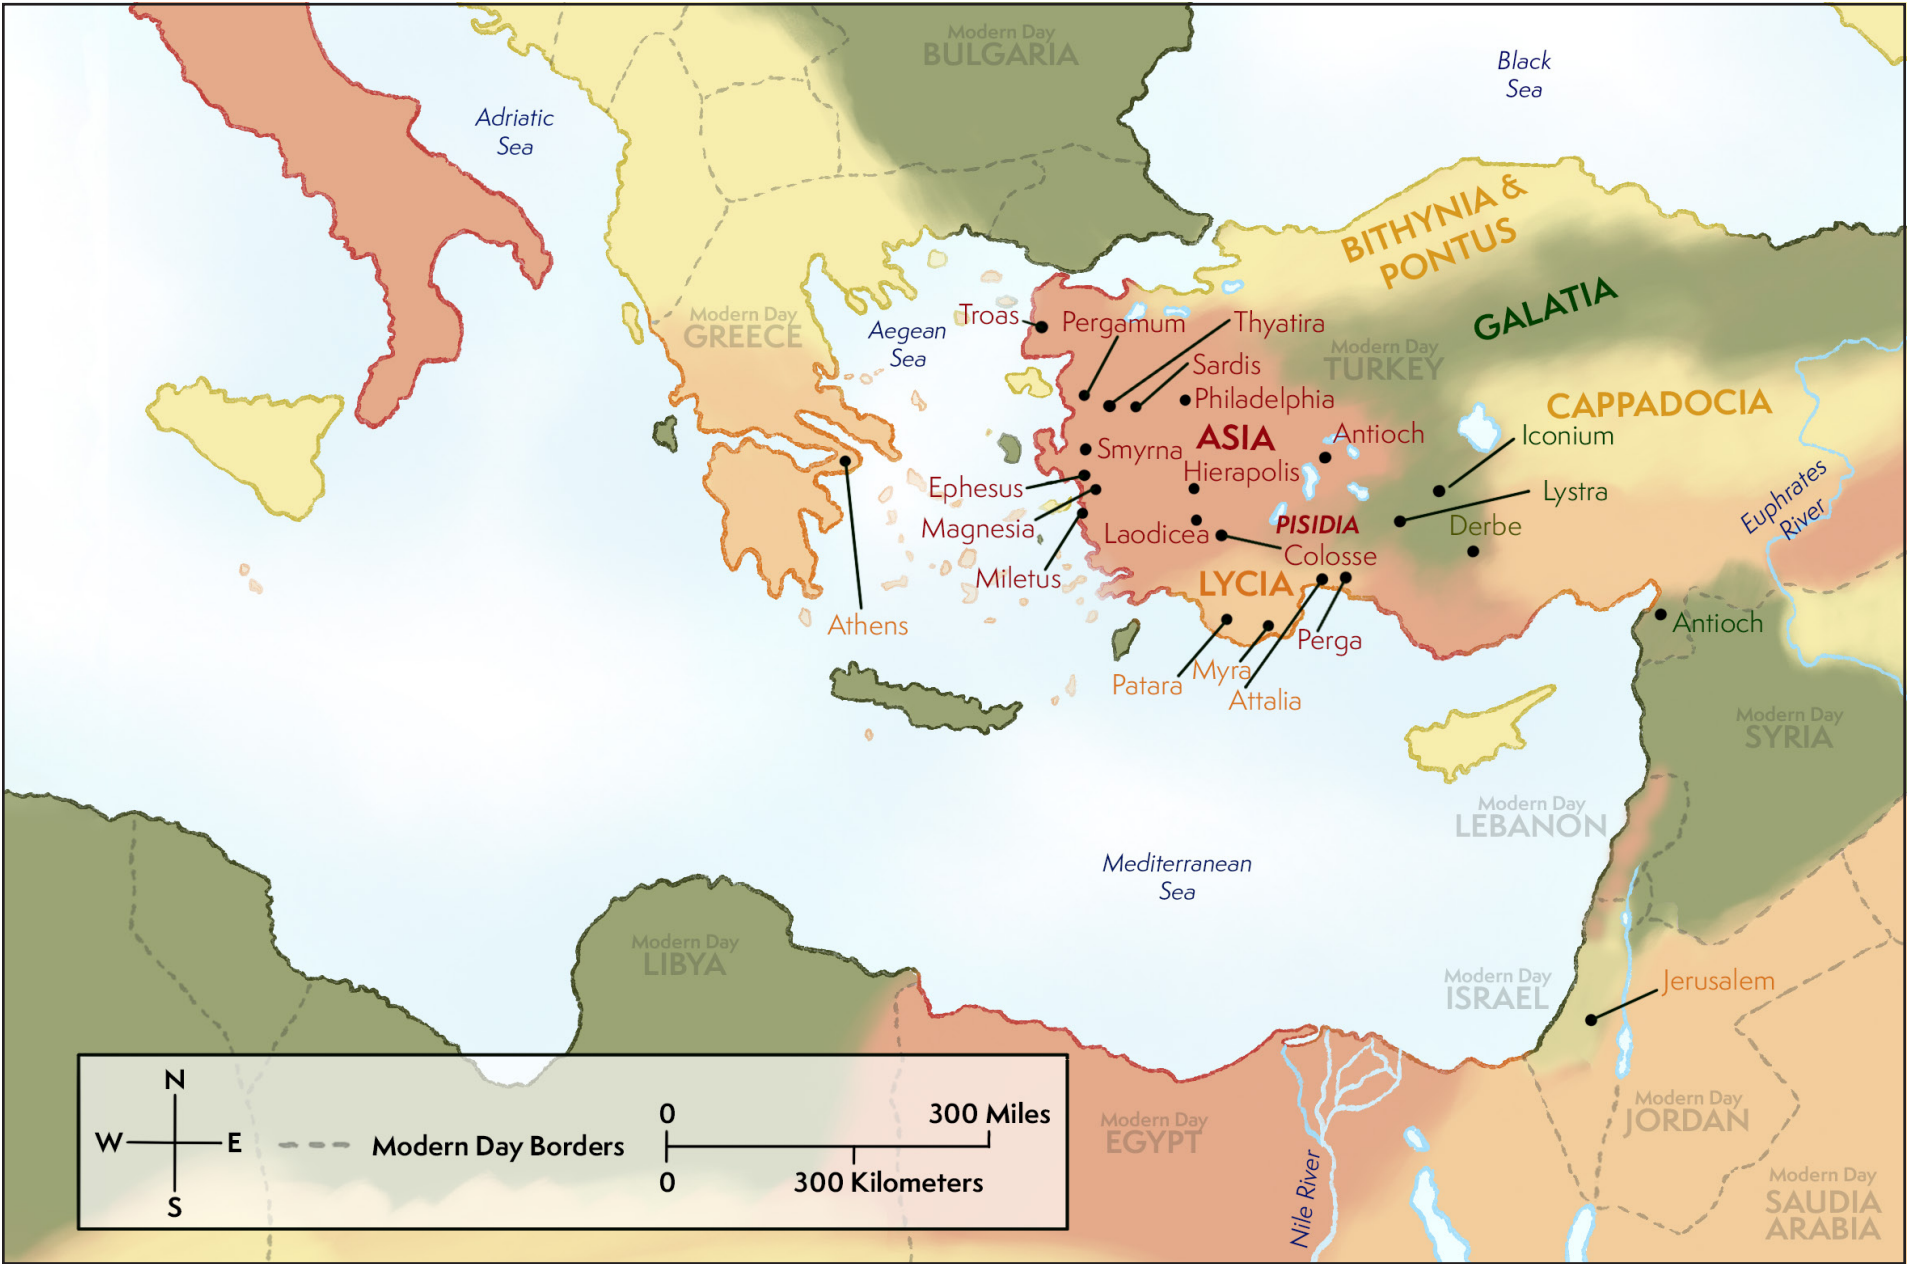 Modern Day
BULGARIA
Black
Sea
Adriatic
Sea
BITHYNIA &
PONTUS
GALATIA
Modern Day
GREECE
Aegean
Sea
Troas
Pergamum
Thyatira
Modern Day
TURKEY
Sardis
Philadelphia
CAPPADOCIA
ASIA
Antioch
Iconium
Smyrna
Hierapolis
Ephesus
Lystra
Euphrates
River
Magnesia
Laodicea
PISIDIA
Derbe
Colosse
Miletus
LYCIA
Athens
Perga
Antioch
Myra
Patara
Attalia
Modern Day
SYRIA
Modern Day
LEBANON
Mediterranean
Sea
Modern Day
LIBYA
Modern Day
ISRAEL
Jerusalem
N
W E
S
Modern Day Borders
0 300 Miles
0 300 Kilometers
Modern Day
EGYPT
Nile River
Modern Day
JORDAN
Modern Day
SAUDIA
ARABIA